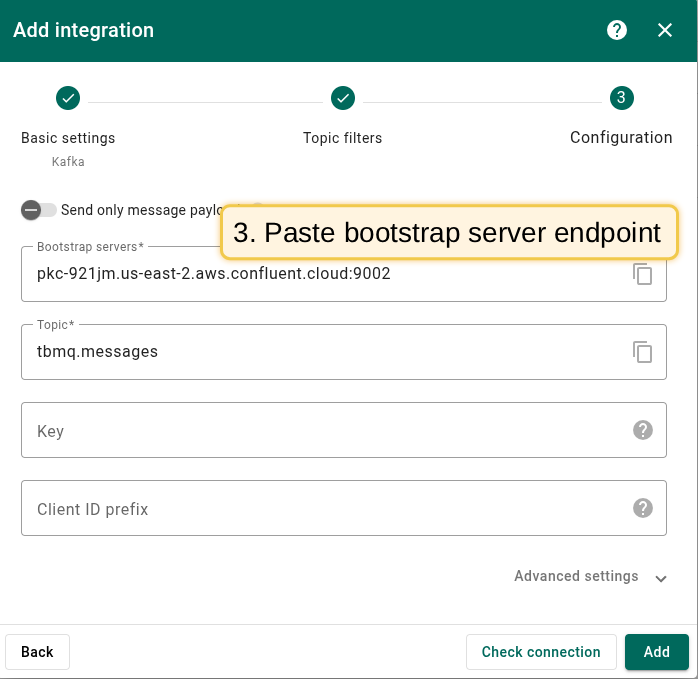 Add integration
3
Basic settings
Topic filters
Configuration
Kafka
Send only message
3. Paste bootstrap server endpoint
Bootstrap servers*
pkc-921jm.us-east-2.aws.confluent.cloud:9002
Topic*
tbmq.messages
Key
Client ID prefix
Advanced settings
Back
Check connection
Add